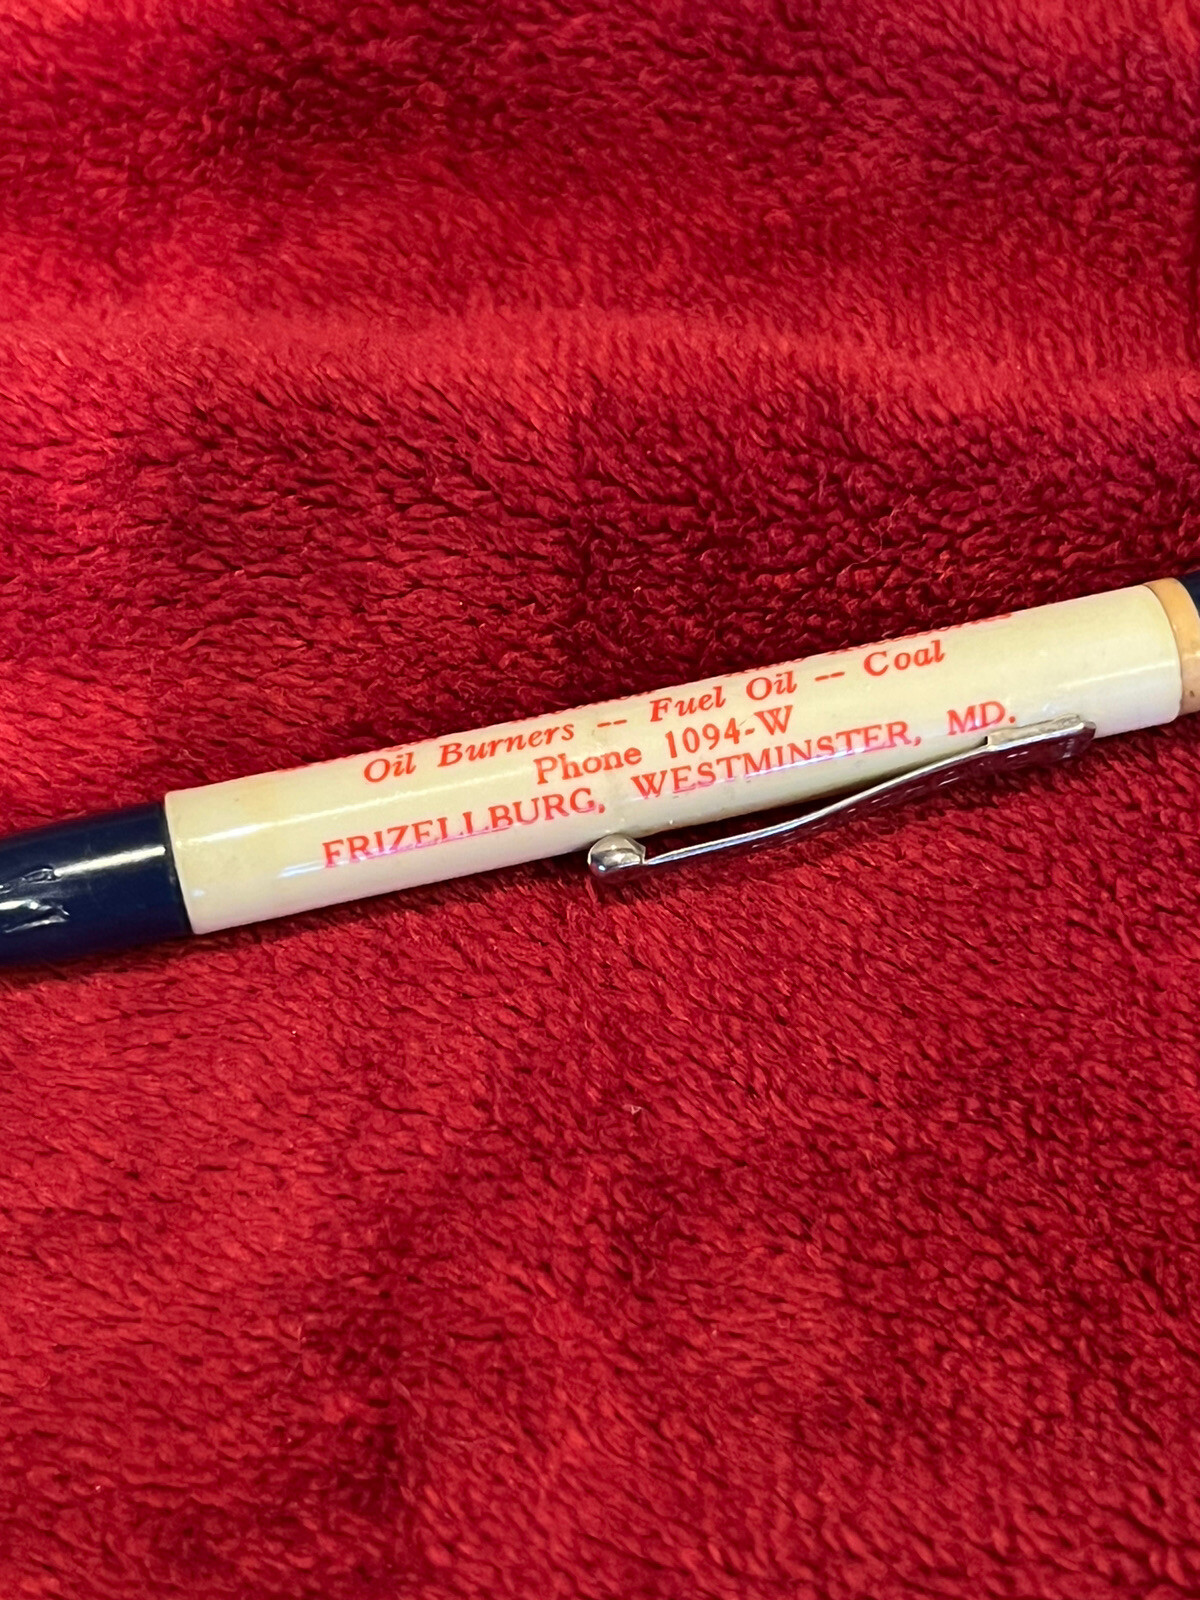 Oil Burners -- Fuel Oil -- Coal
Phone 1094-W
FRIZELLBURG, WESTMINSTER, MD.